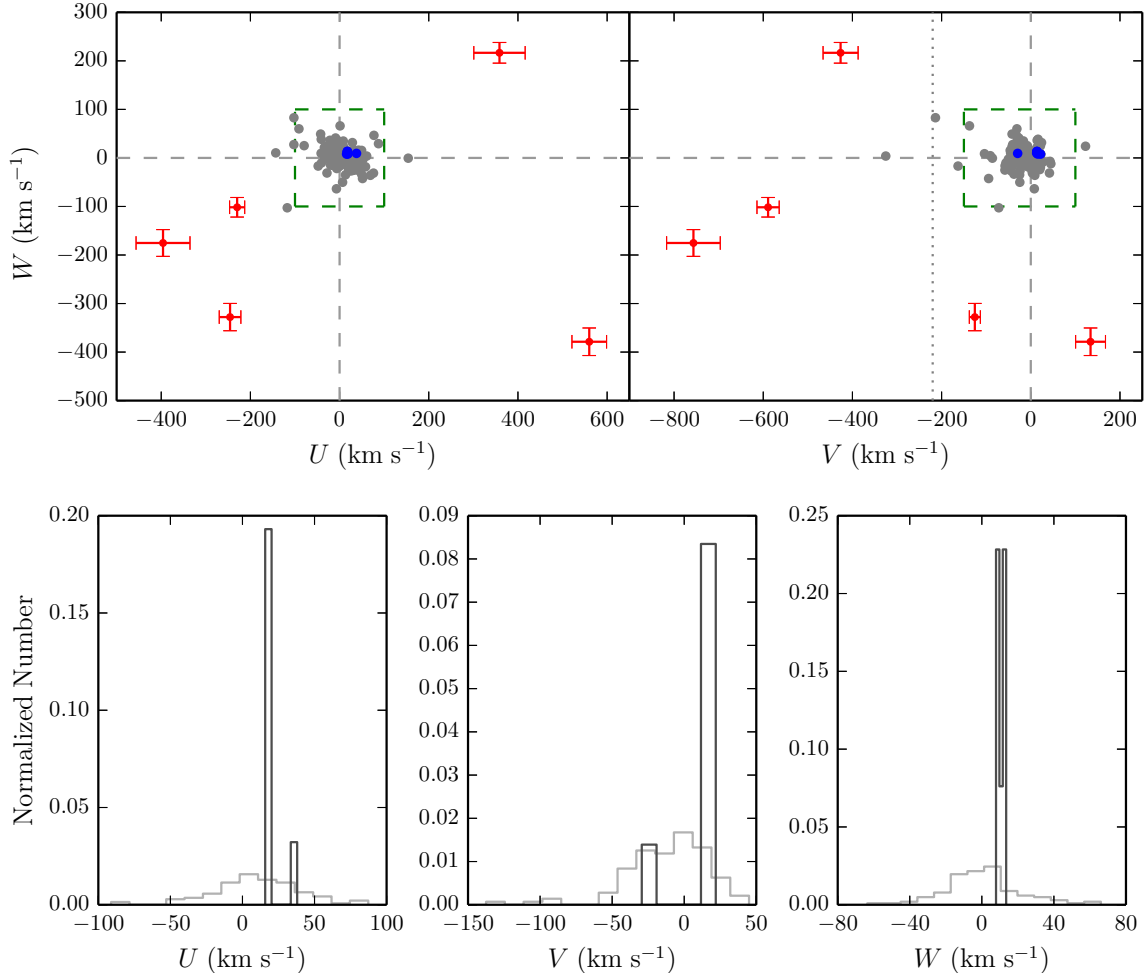 300
200
100
0
−100
−200
−300
−400
−500
W (km s⁻¹)
−400 −200 0 200 400 600
U (km s⁻¹)
−800 −600 −400 −200 0 200
V (km s⁻¹)
0.20
0.15
0.10
0.05
0.00
Normalized Number
−100 −50 0 50 100
U (km s⁻¹)
0.09
0.08
0.07
0.06
0.05
0.04
0.03
0.02
0.01
0.00
−150 −100 −50 0 50
V (km s⁻¹)
0.25
0.20
0.15
0.10
0.05
0.00
−80 −40 0 40 80
W (km s⁻¹)